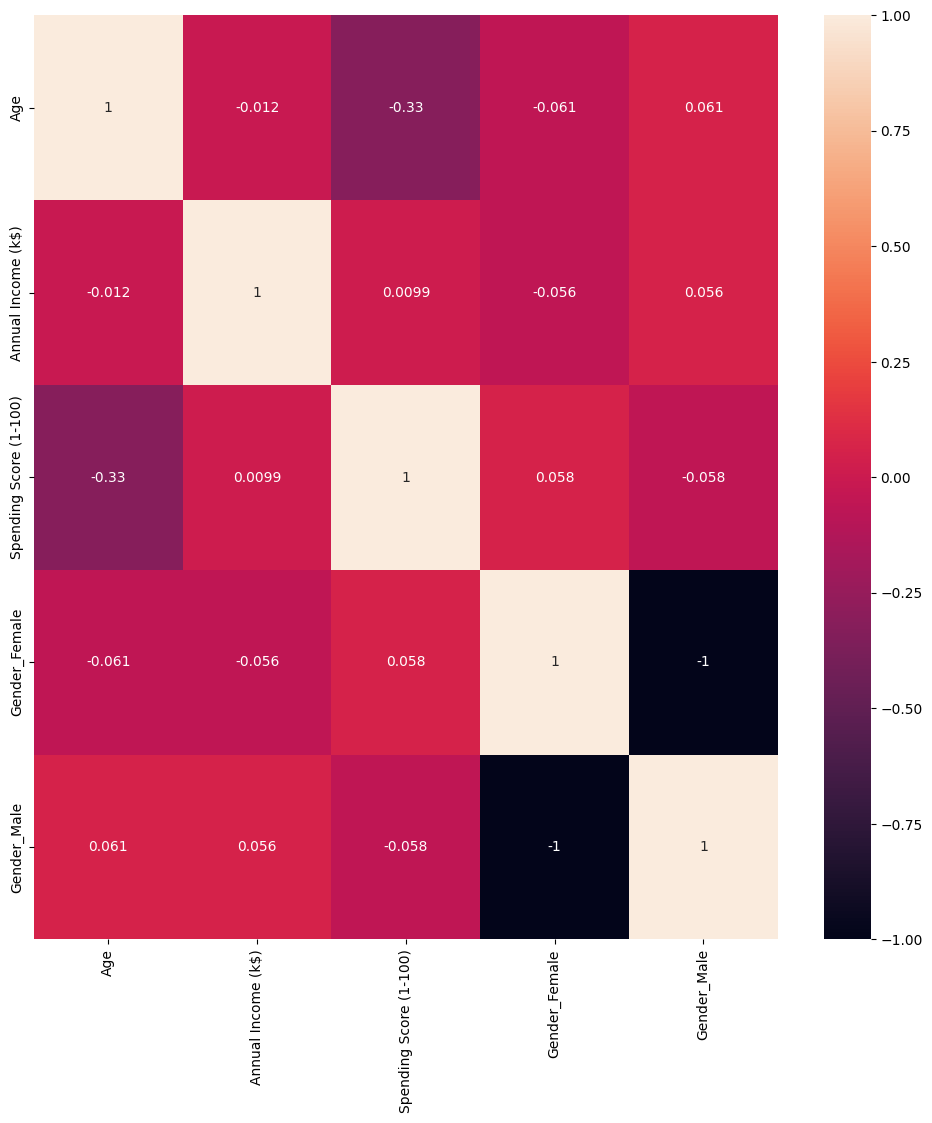 Age 1 -0.012 -0.33 -0.061 0.061
Annual Income (k$) -0.012 1 0.0099 -0.056 0.056
Spending Score (1-100) -0.33 0.0099 1 0.058 -0.058
Gender_Female -0.061 -0.056 0.058 1 -1
Gender_Male 0.061 0.056 -0.058 -1 1
Age
Annual Income (k$)
Spending Score (1-100)
Gender_Female
Gender_Male
1.00
0.75
0.50
0.25
0.00
−0.25
−0.50
−0.75
−1.00